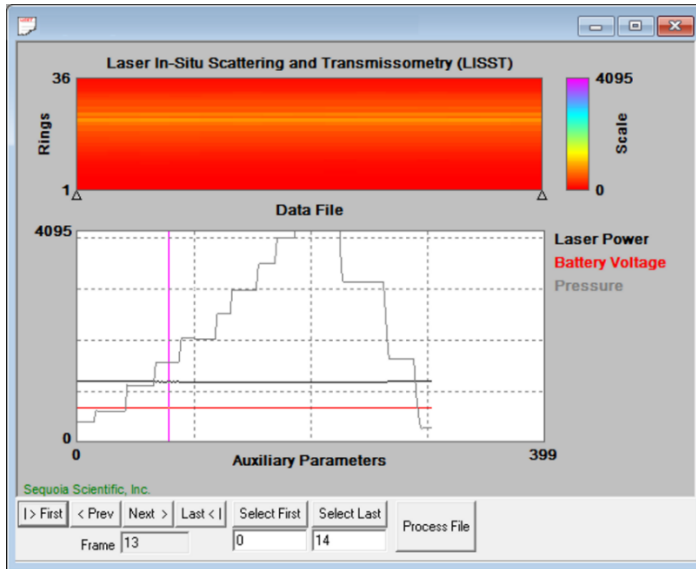 Laser In-Situ Scattering and Transmissometry (LISST)
36
Rings
1
4095
Scale
0
Data File
4095
0
0
Auxiliary Parameters
399
Laser Power
Battery Voltage
Pressure
Sequoia Scientific, Inc.
|> First < Prev Next > Last <| Select First Select Last Process File
Frame 13 0 14